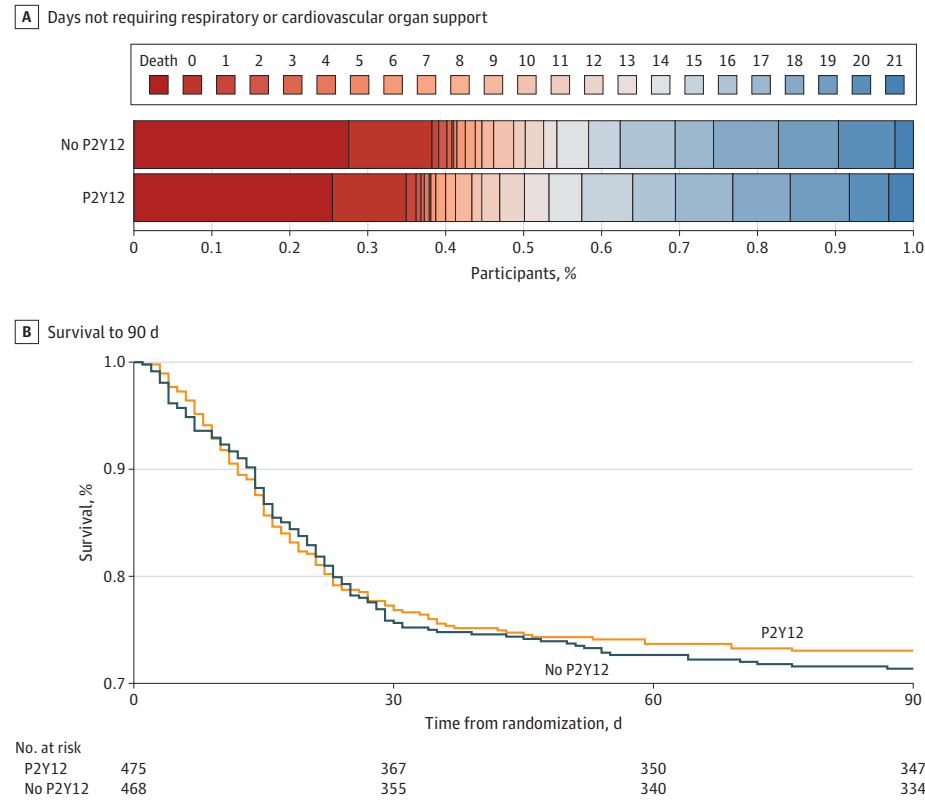 A Days not requiring respiratory or cardiovascular organ support
Death 0 1 2 3 4 5 6 7 8 9 10 11 12 13 14 15 16 17 18 19 20 21
No P2Y12
P2Y12
0 0.1 0.2 0.3 0.4 0.5 0.6 0.7 0.8 0.9 1.0
Participants, %
B Survival to 90 d
1.0
0.9
0.8
0.7
Survival, %
P2Y12
No P2Y12
0 30 60 90
Time from randomization, d
No. at risk
P2Y12 475 367 350 347
No P2Y12 468 355 340 334